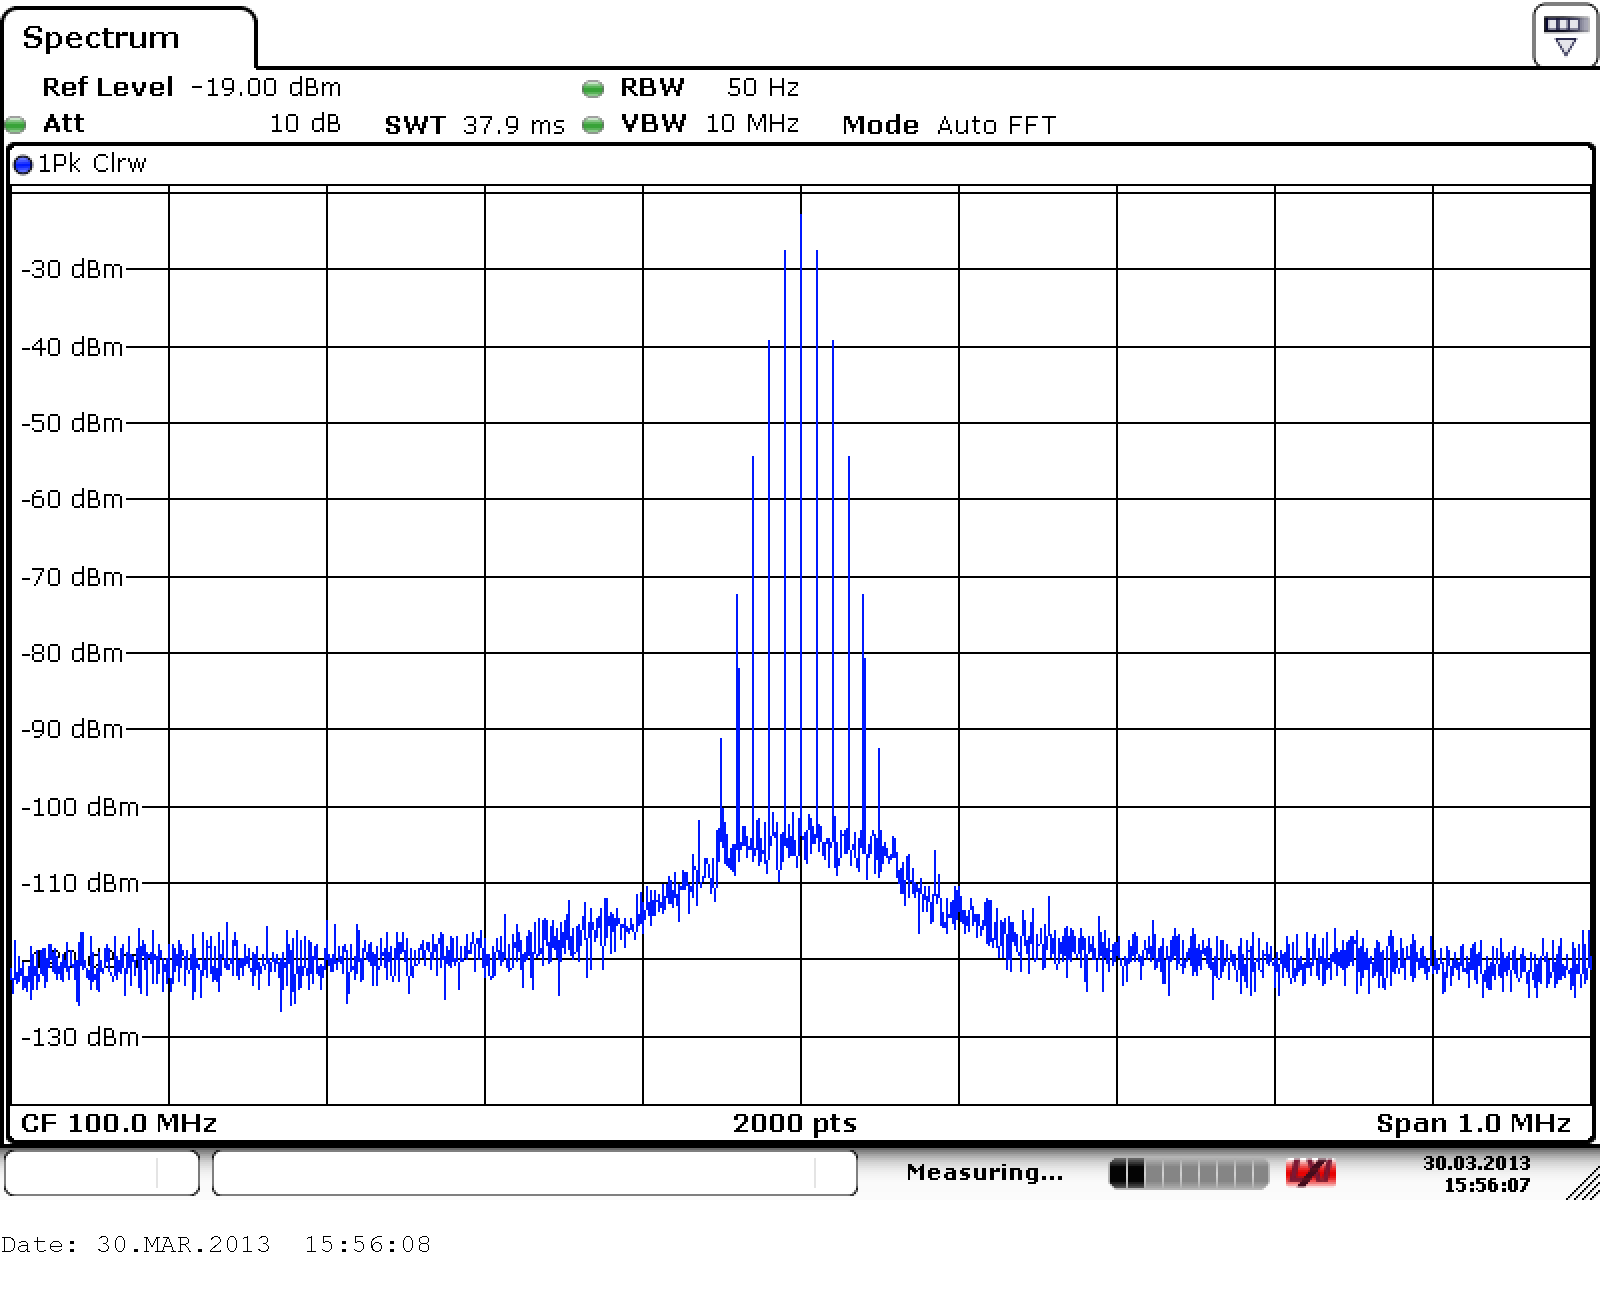 Spectrum
Ref Level -19.00 dBm RBW 50 Hz
Att 10 dB SWT 37.9 ms VBW 10 MHz Mode Auto FFT
1Pk Clrw
-30 dBm
-40 dBm
-50 dBm
-60 dBm
-70 dBm
-80 dBm
-90 dBm
-100 dBm
-110 dBm
-120 dBm
-130 dBm
CF 100.0 MHz 2000 pts Span 1.0 MHz
Measuring... LXI 30.03.2013
15:56:07
Date: 30.MAR.2013 15:56:08